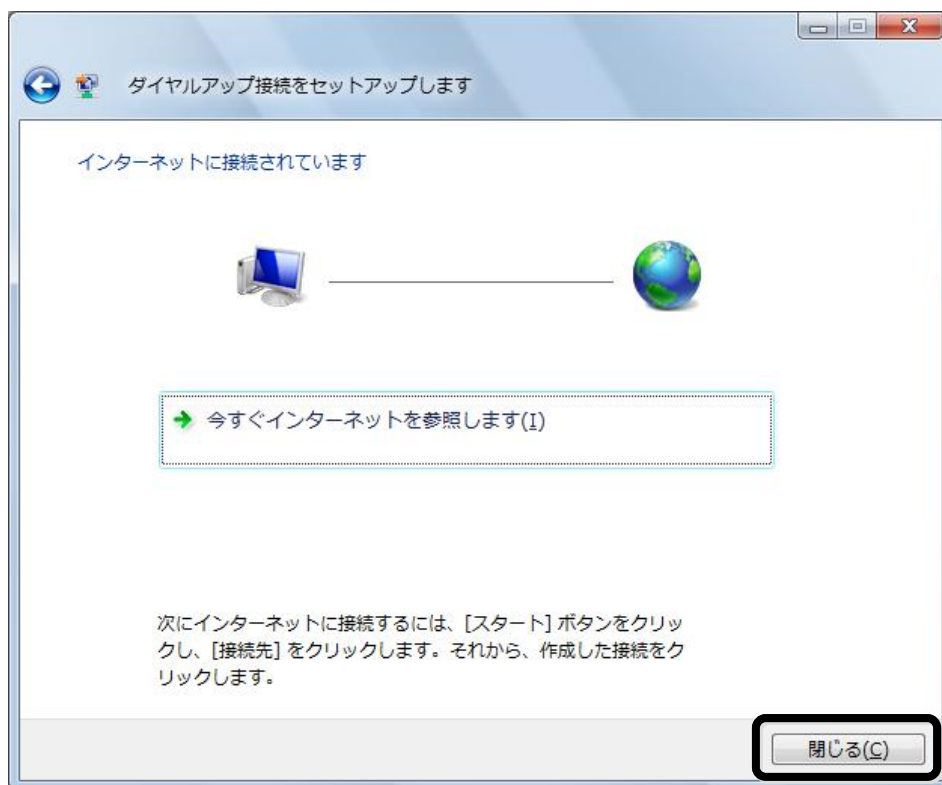 ダイヤルアップ接続をセットアップします
インターネットに接続されています
今すぐインターネットを参照します(I)
次にインターネットに接続するには、[スタート] ボタンをクリッ
クし、[接続先] をクリックします。それから、作成した接続をク
リックします。
閉じる(C)